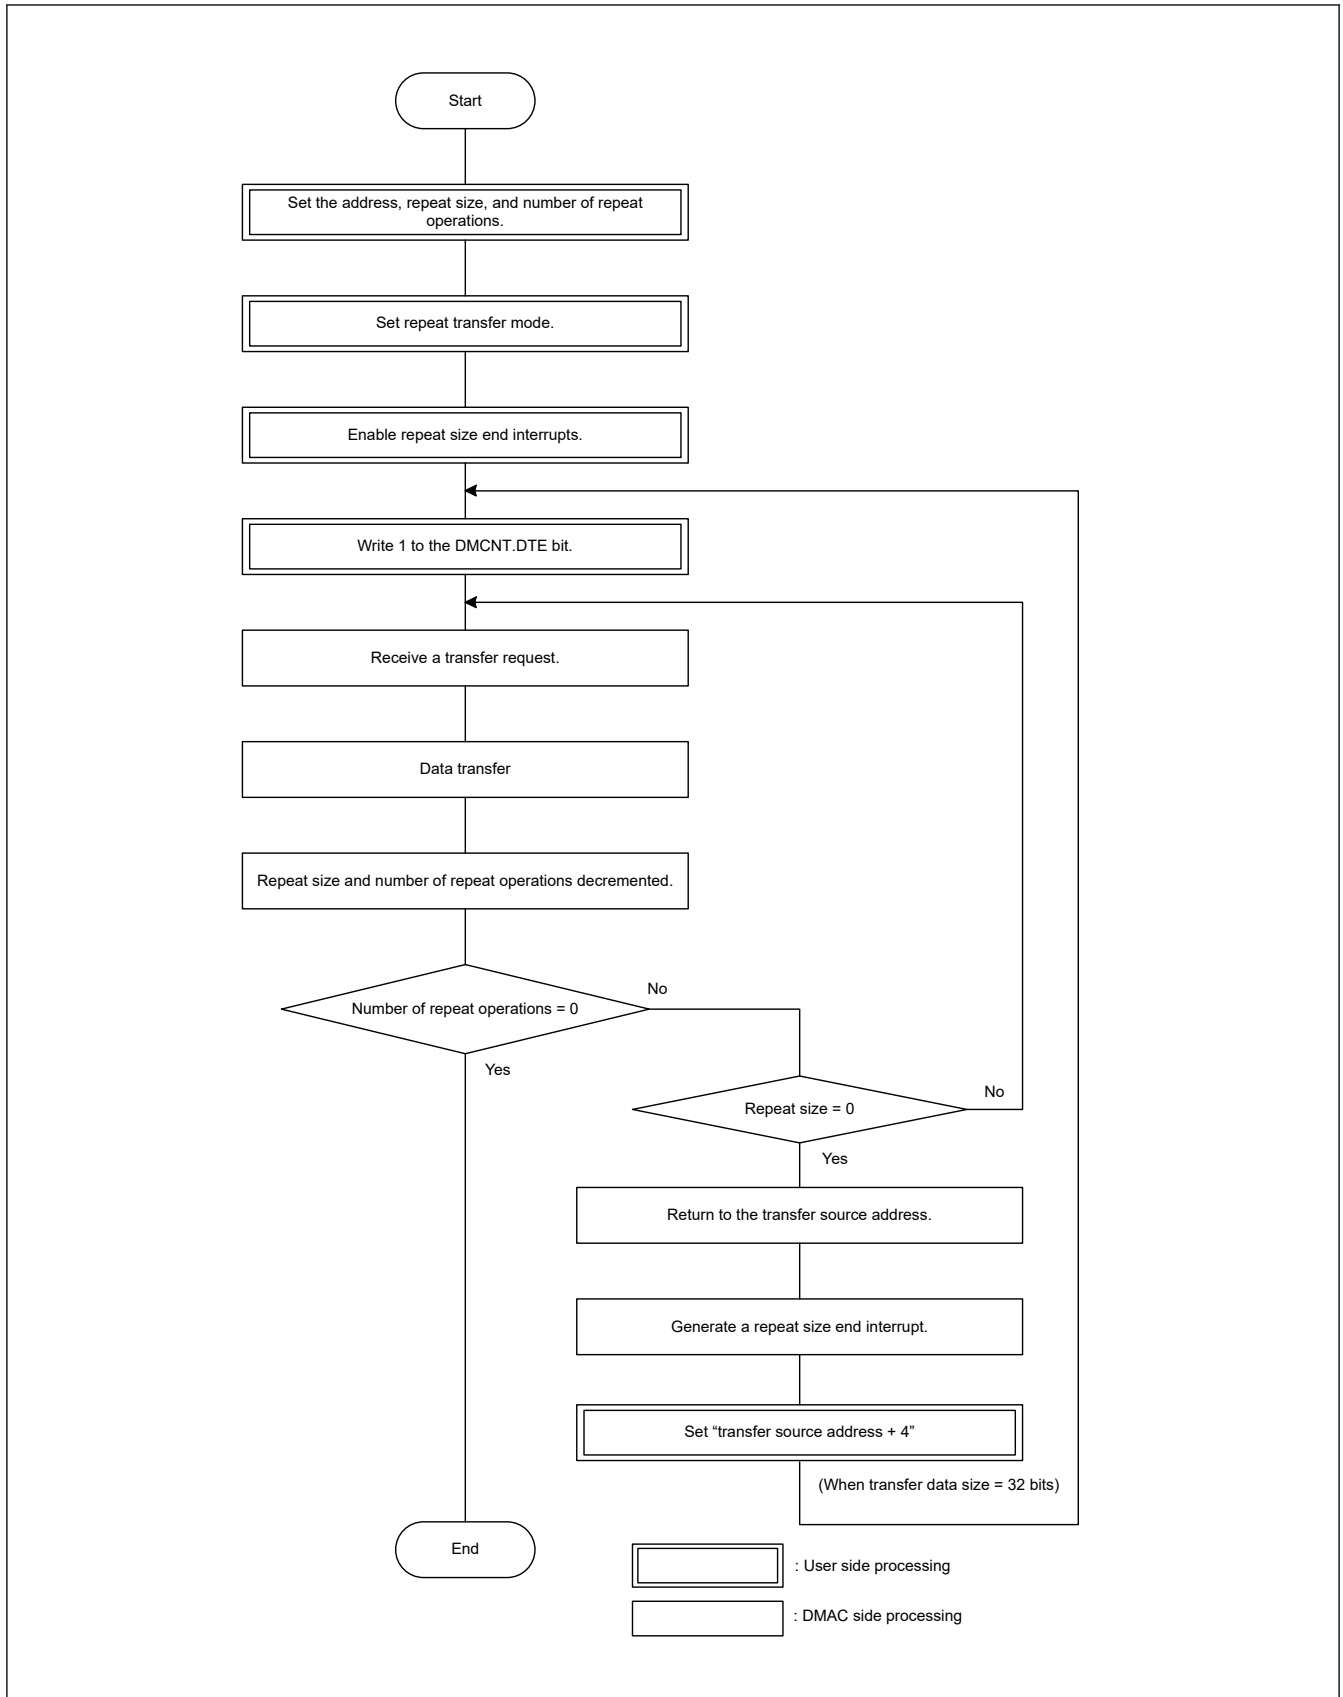 Start
Set the address, repeat size, and number of repeat
operations.
Set repeat transfer mode.
Enable repeat size end interrupts.
Write 1 to the DMCNT.DTE bit.
Receive a transfer request.
Data transfer
Repeat size and number of repeat operations decremented.
Number of repeat operations = 0
No
Yes
Repeat size = 0
No
Yes
Return to the transfer source address.
Generate a repeat size end interrupt.
Set “transfer source address + 4”
(When transfer data size = 32 bits)
End
: User side processing
: DMAC side processing